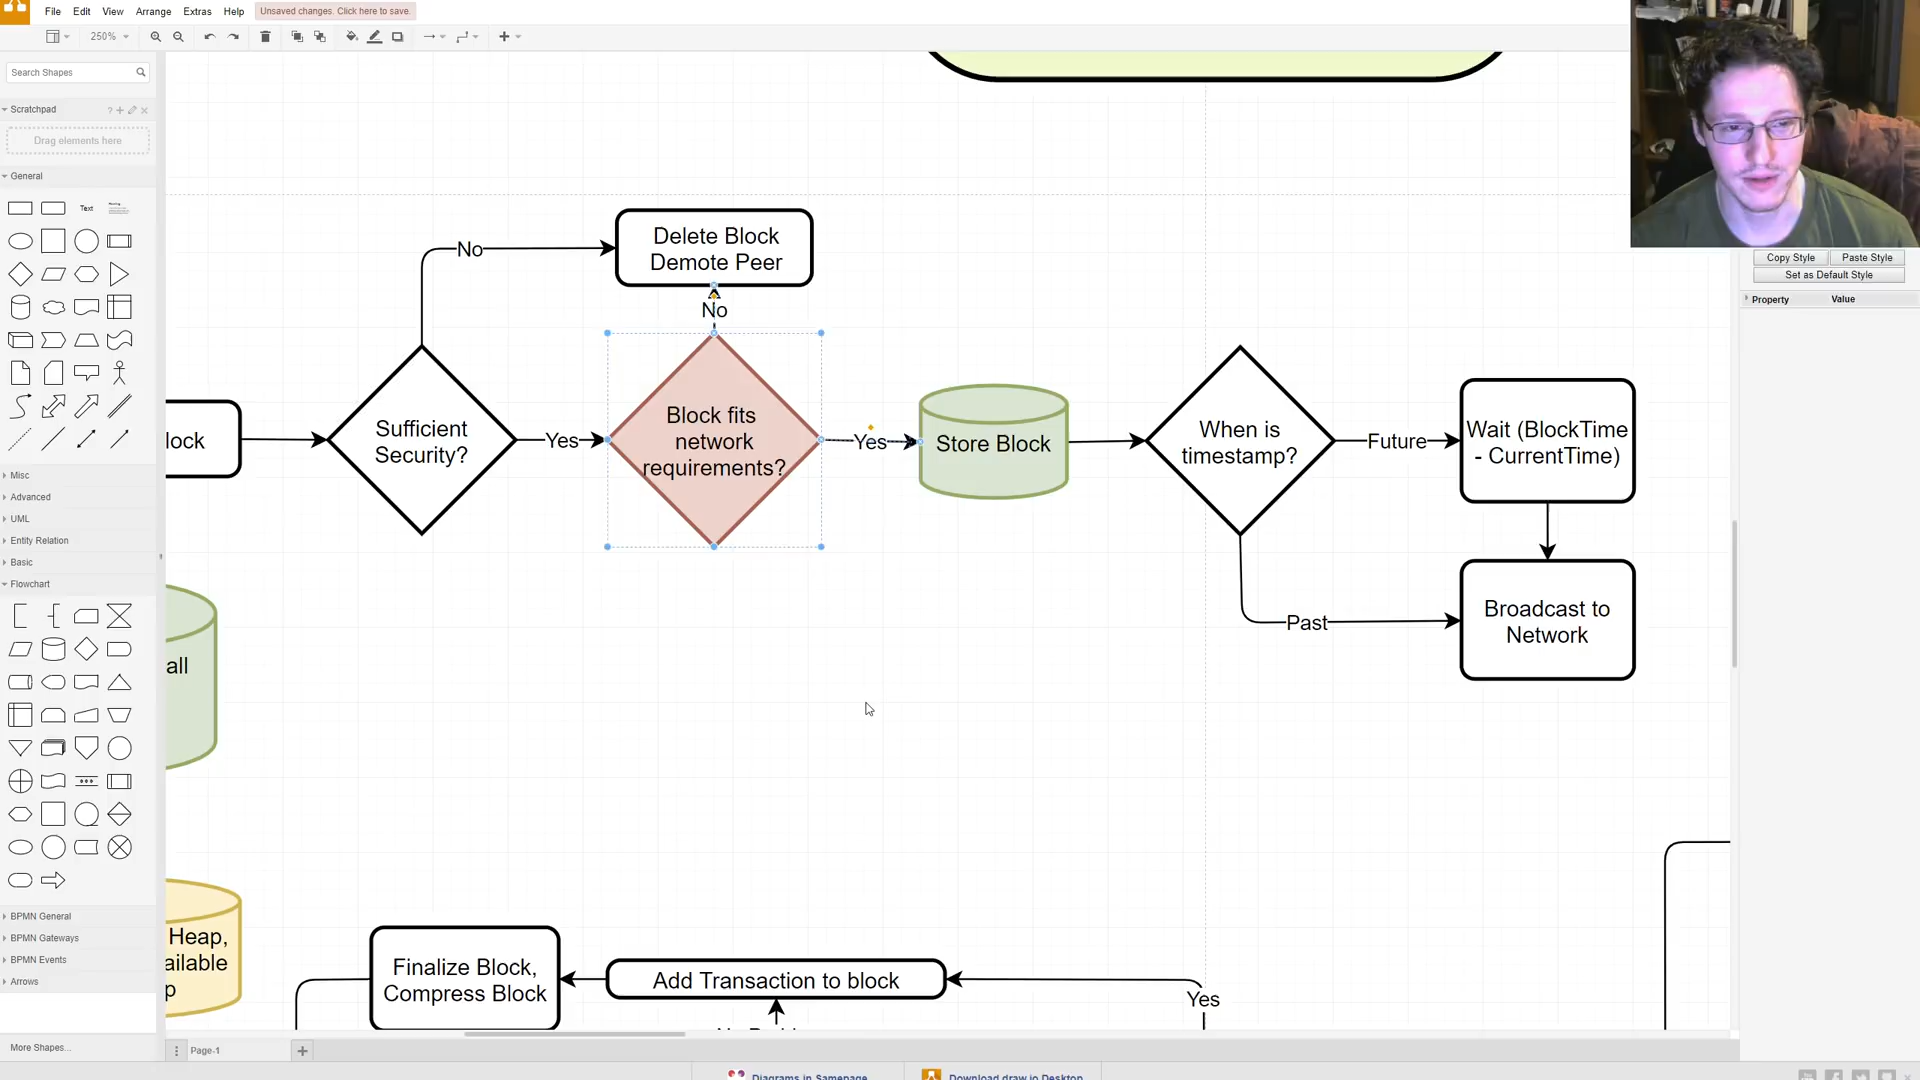 File Edit View Arrange Extras Help Unsaved changes. Click here to save.
250%
Search Shapes
Scratchpad ?
Drag elements here
General
Text
Misc
Advanced
UML
Entity Relation
Basic
Flowchart
BPMN General
BPMN Gateways
BPMN Events
Arrows
More Shapes...
Delete Block
Demote Peer
No
No
lock
Sufficient
Security?
Yes
Block fits
network
requirements?
Yes
Store Block
When is
timestamp?
Future
Wait (BlockTime
- CurrentTime)
Past
Broadcast to
Network
all
Heap,
ailable
p
Finalize Block,
Compress Block
Add Transaction to block
Yes
Copy Style Paste Style
Set as Default Style
Property Value
Page-1
Diagrams in Samepage
Download draw.io Desktop